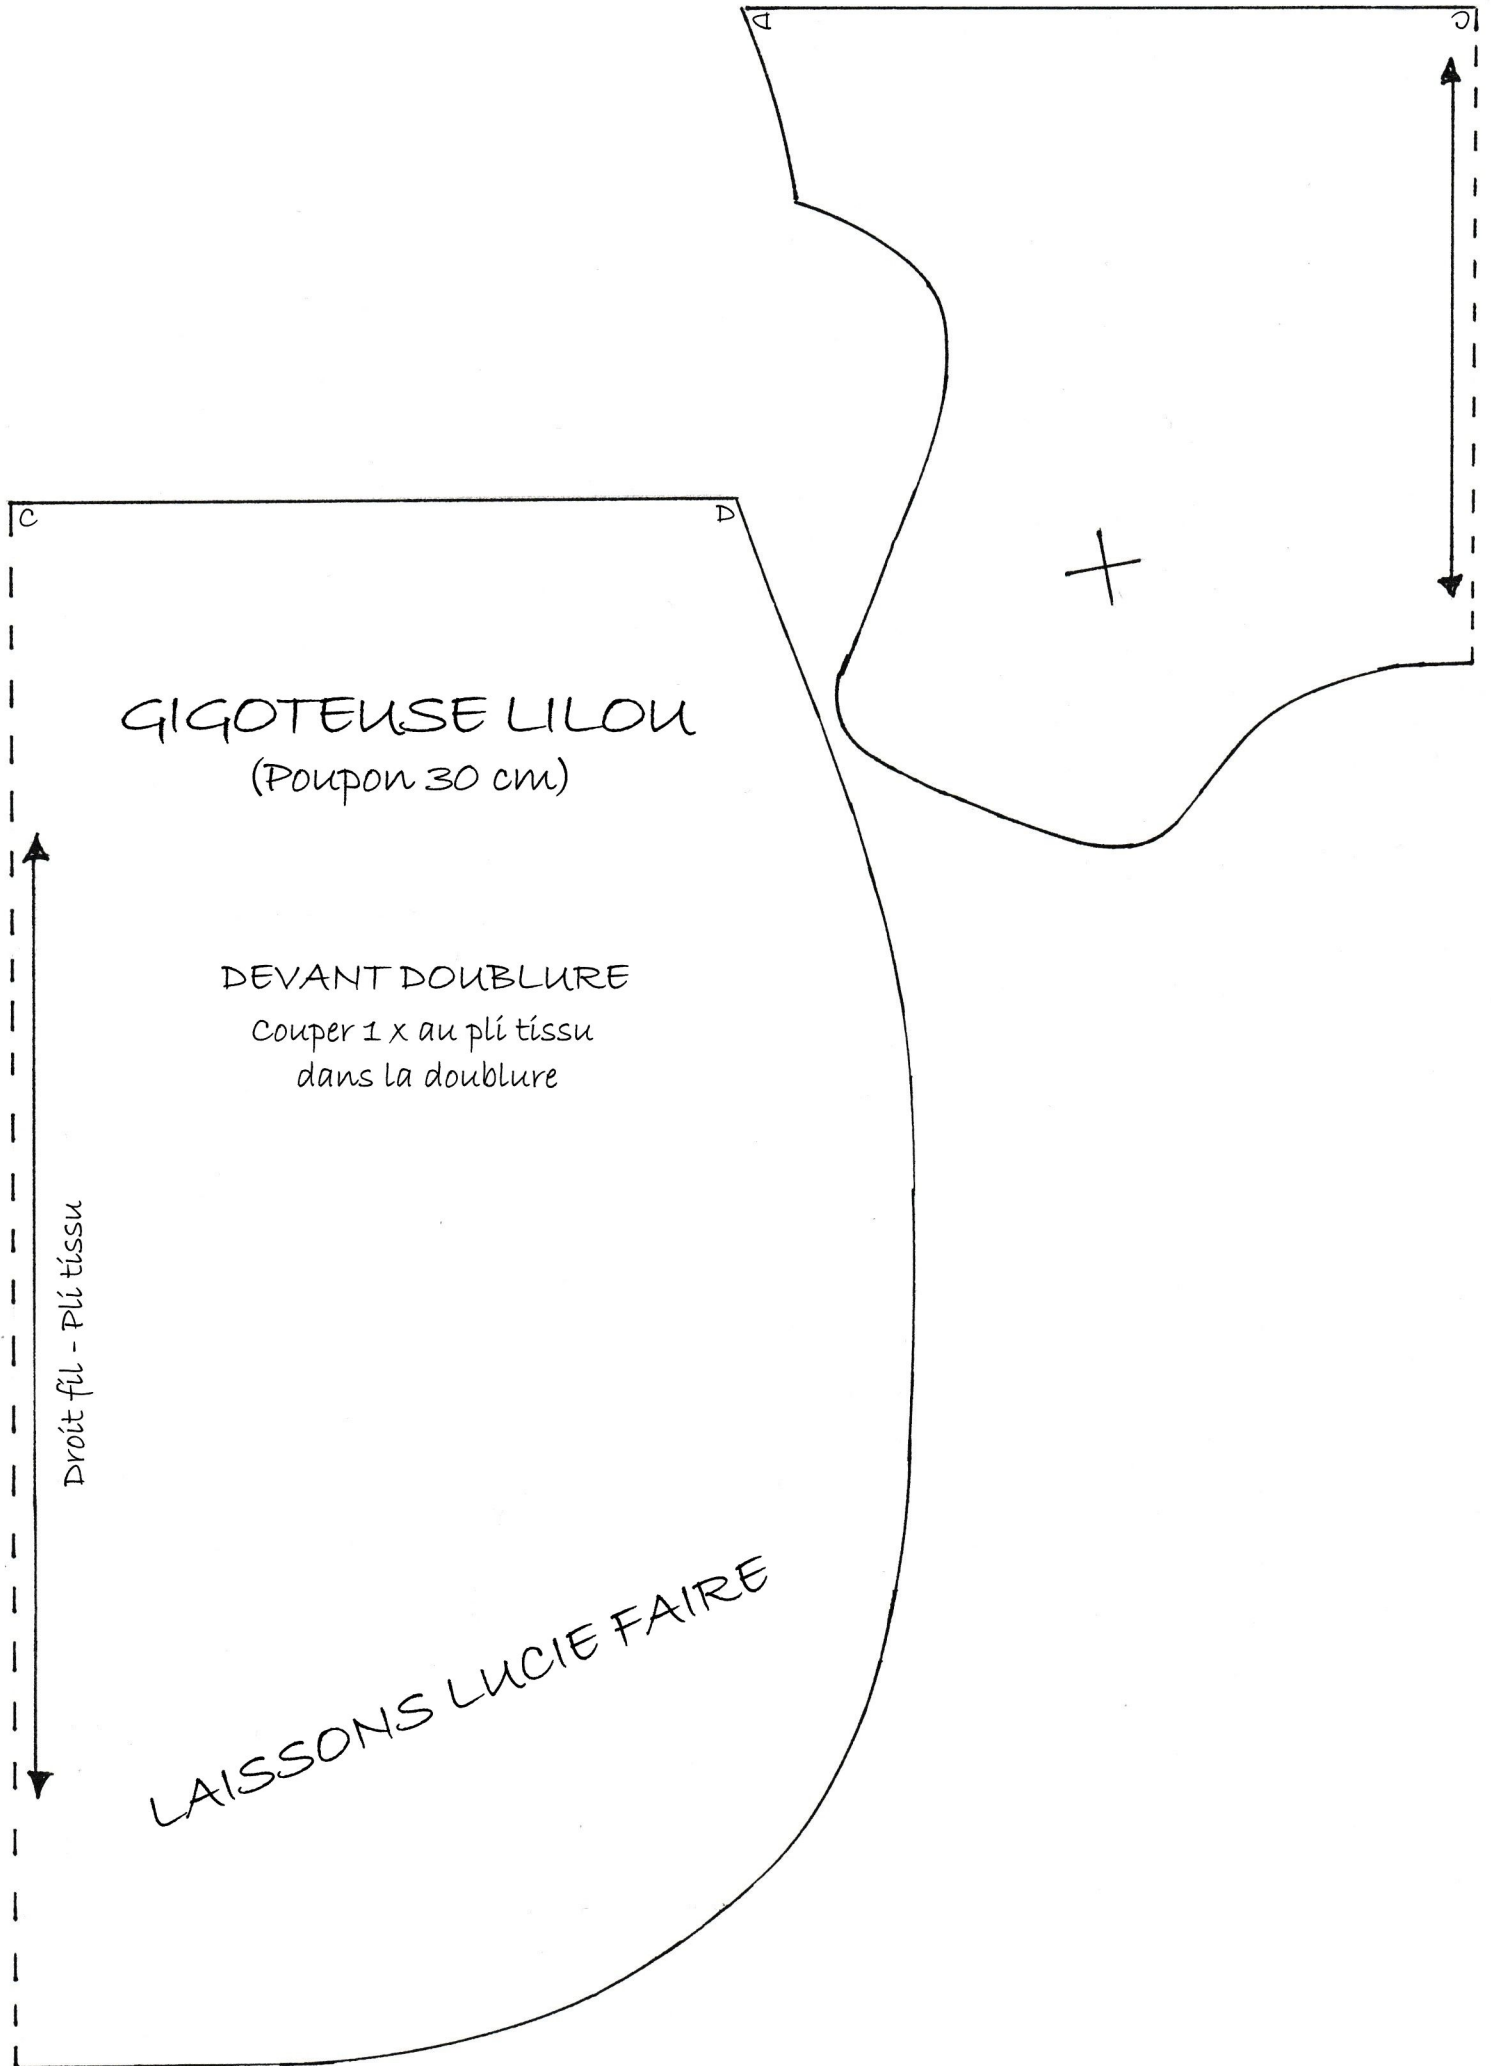 D
C
C
D
GIGOTEUSE LILOU
(Poupon 30 cm)
DEVANT DOUBLURE
Couper 1 x au pli tissu
dans la doublure
Droit fil - Pli tissu
LAISSONS LUCIE FAIRE